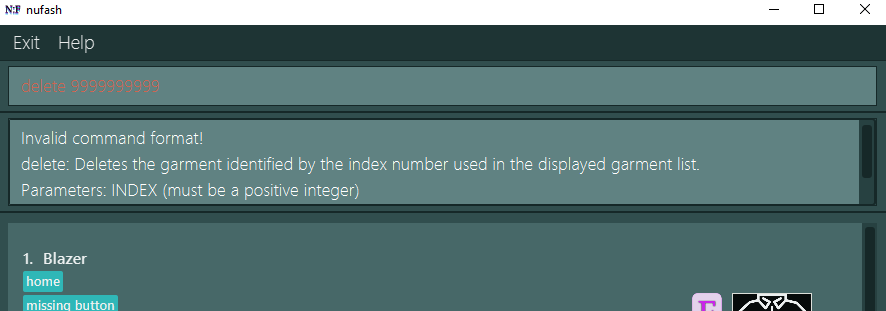 N:F nufash
Exit Help
delete 9999999999
Invalid command format!
delete: Deletes the garment identified by the index number used in the displayed garment list.
Parameters: INDEX (must be a positive integer)
1. Blazer
home
missing button
F